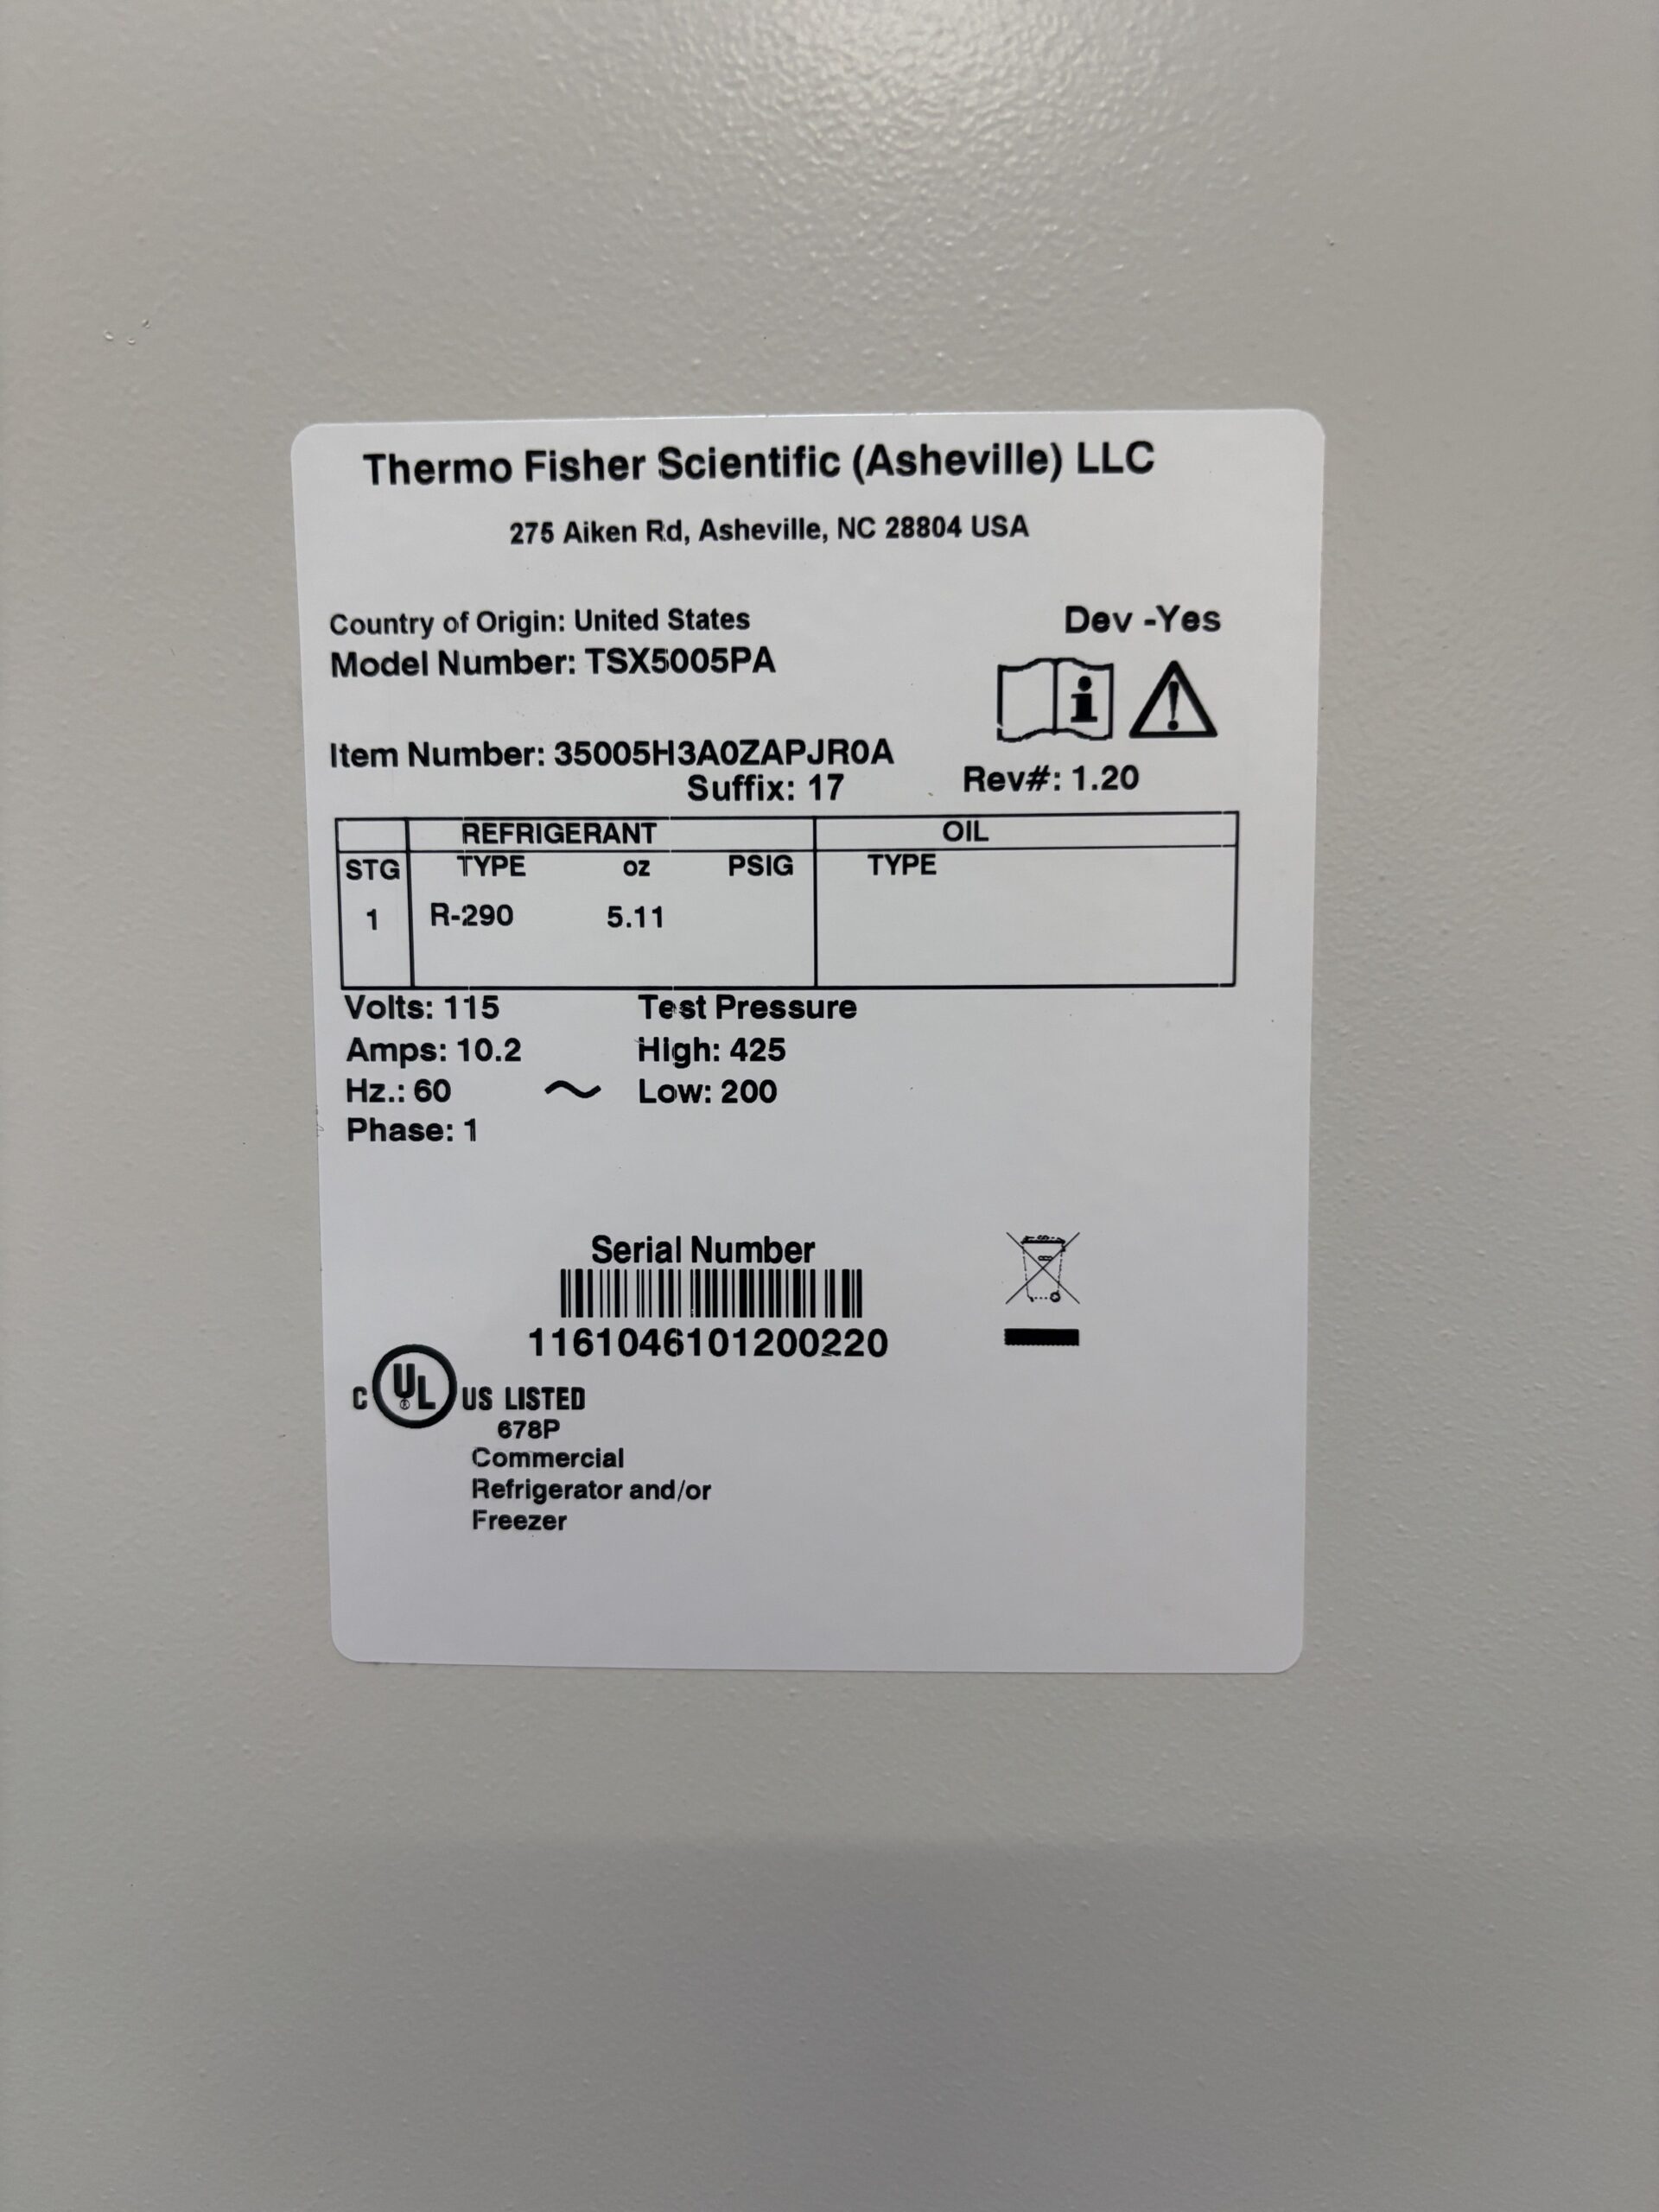 Thermo Fisher Scientific (Asheville) LLC
275 Aiken Rd, Asheville, NC 28804 USA
Country of Origin: United States
Dev -Yes
Model Number: TSX5005PA
Item Number: 35005H3A0ZAPJR0A
Suffix: 17
Rev#: 1.20
REFRIGERANT OIL
STG TYPE oz PSIG TYPE
1 R-290 5.11
Volts: 115 Test Pressure
Amps: 10.2 High: 425
Hz.: 60 ~ Low: 200
Phase: 1
Serial Number
1161046101200220
C UL ® US LISTED
678P
Commercial
Refrigerator and/or
Freezer